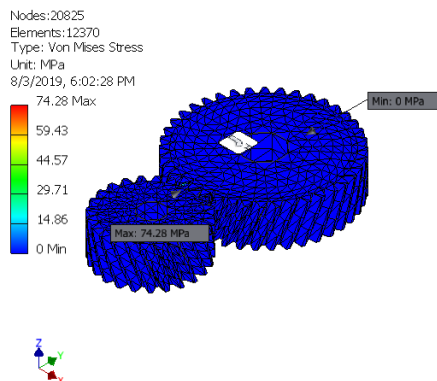 Nodes:20825
Elements:12370
Type: Von Mises Stress
Unit: MPa
8/3/2019, 6:02:28 PM
74.28 Max
59.43
44.57
29.71
14.86
0 Min
Min: 0 MPa
Max: 74.28 MPa
Z
Y
X